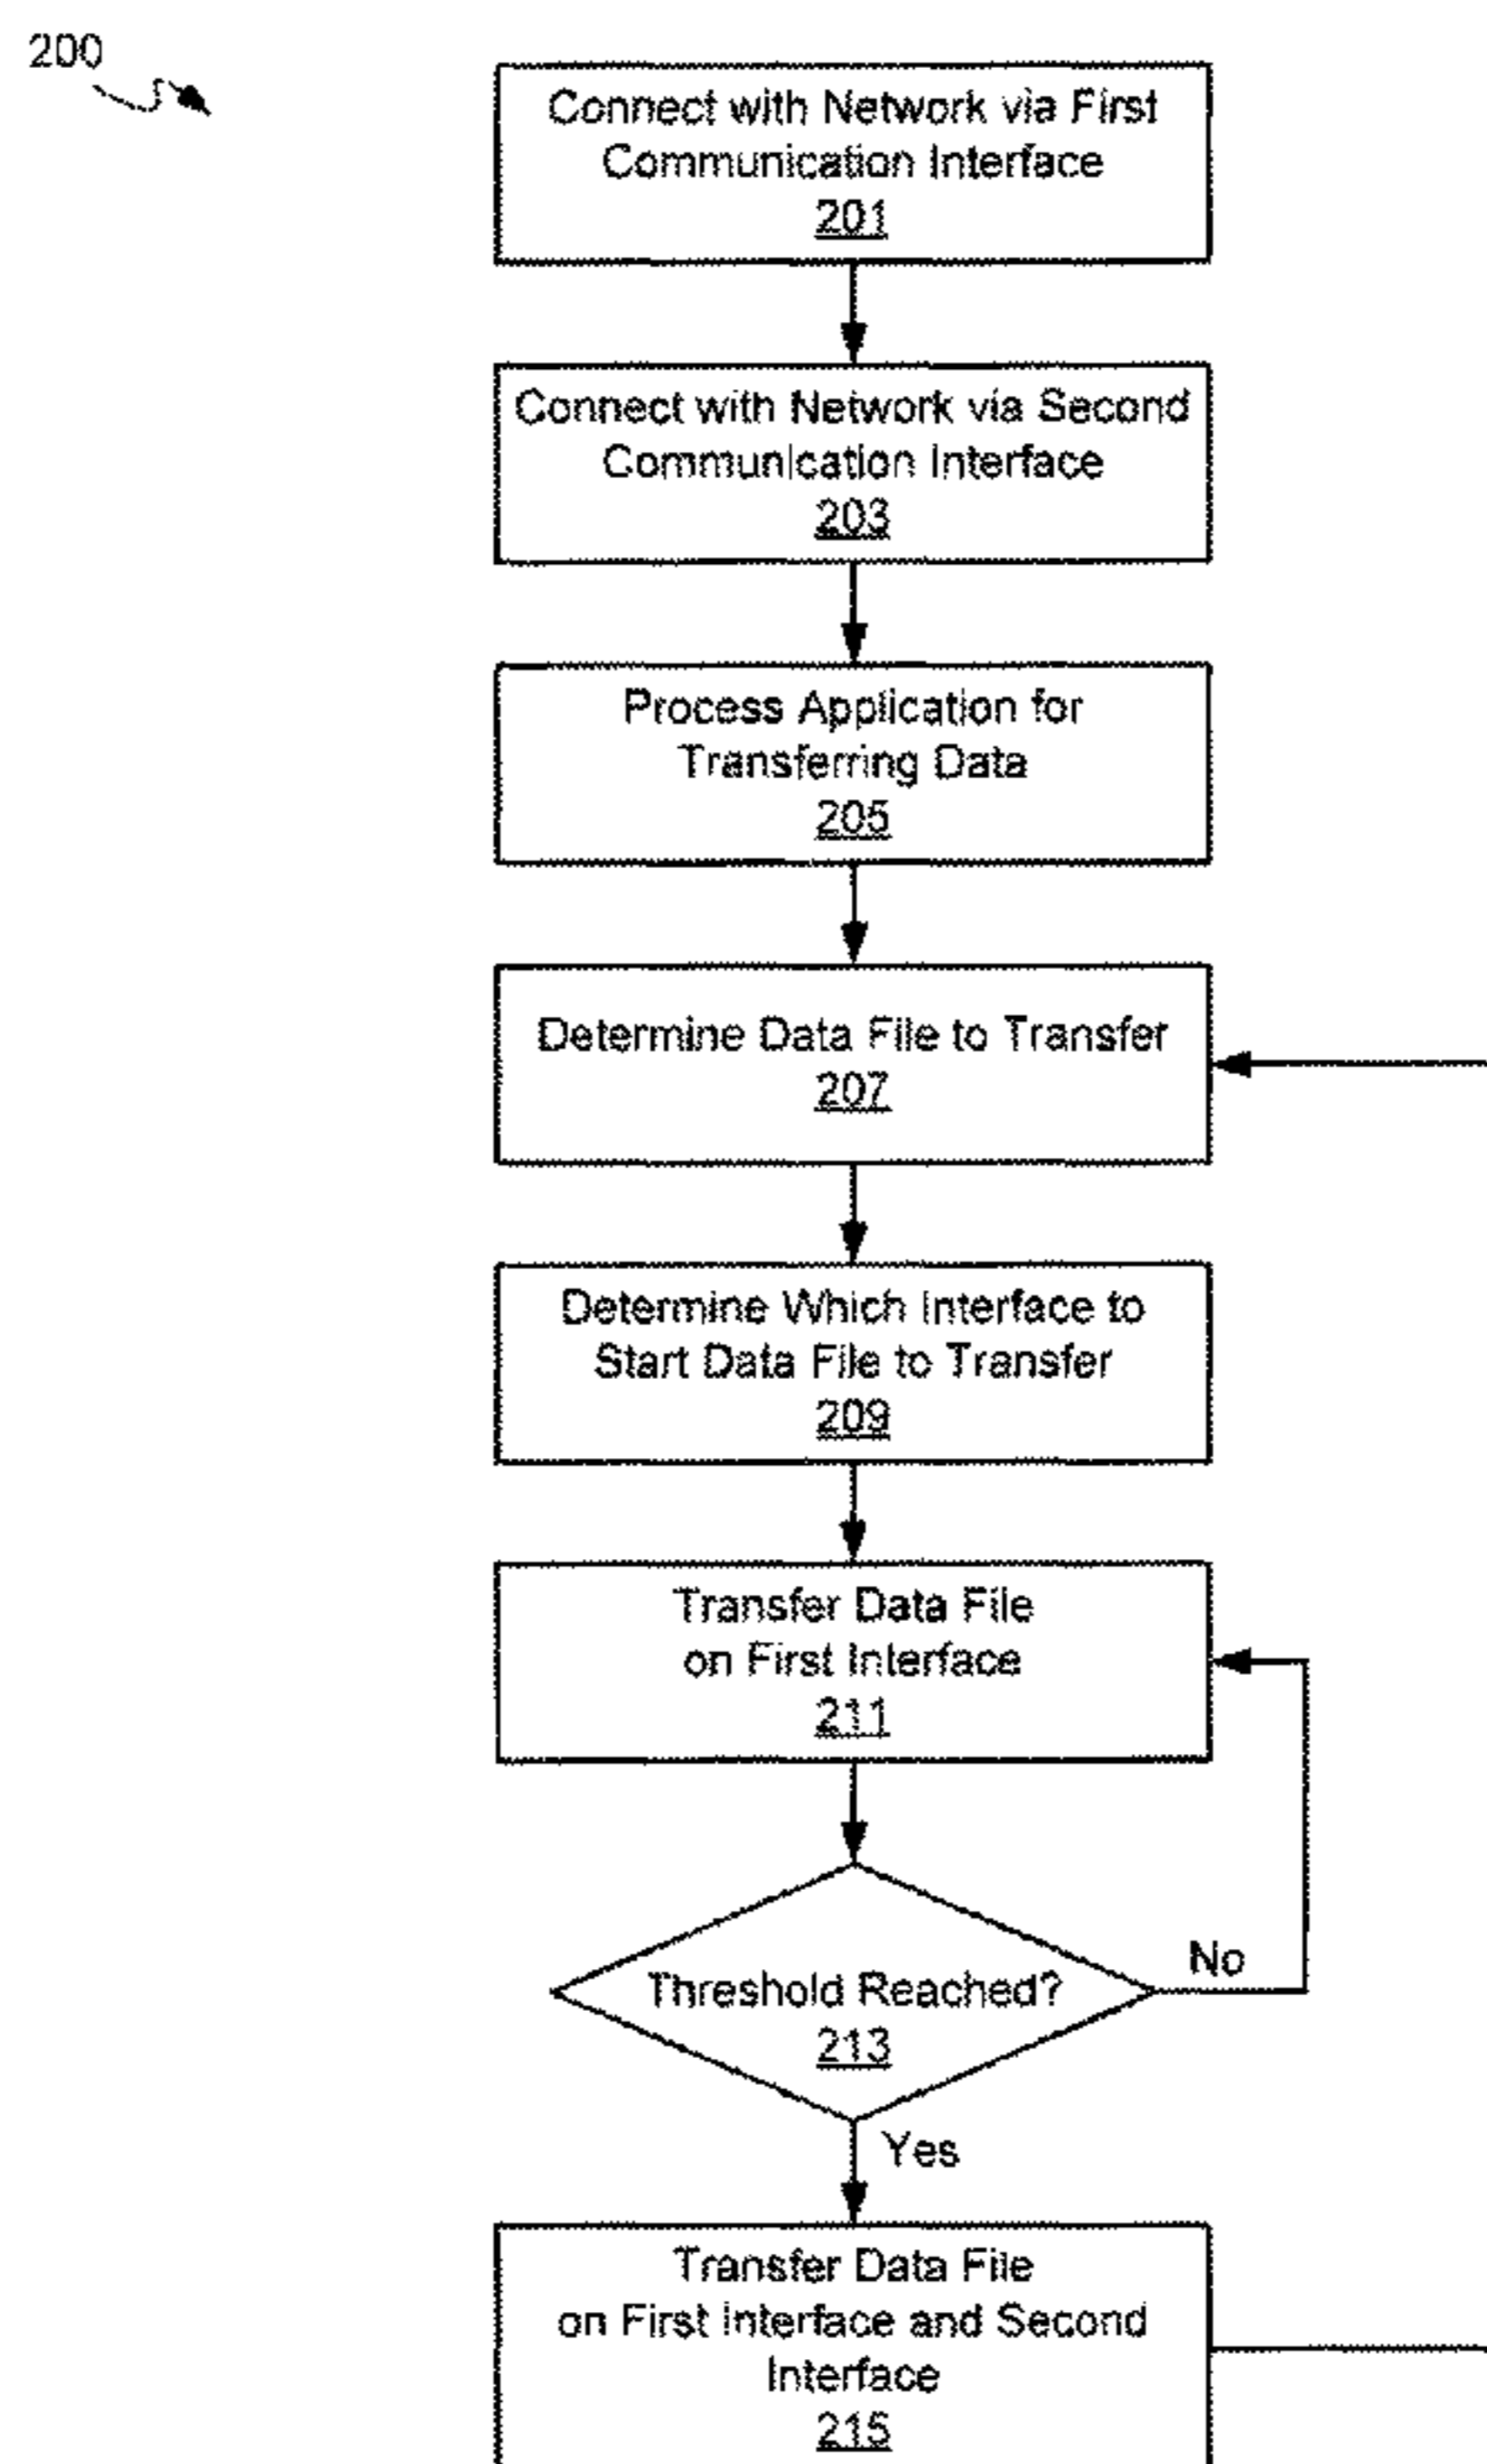 200
Connect with Network via First
Communication Interface
201
Connect with Network via Second
Communication Interface
203
Process Application for
Transferring Data
205
Determine Data File to Transfer
207
Determine Which Interface to
Start Data File to Transfer
209
Transfer Data File
on First Interface
211
Threshold Reached?
213
No
Yes
Transfer Data File
on First Interface and Second
Interface
215